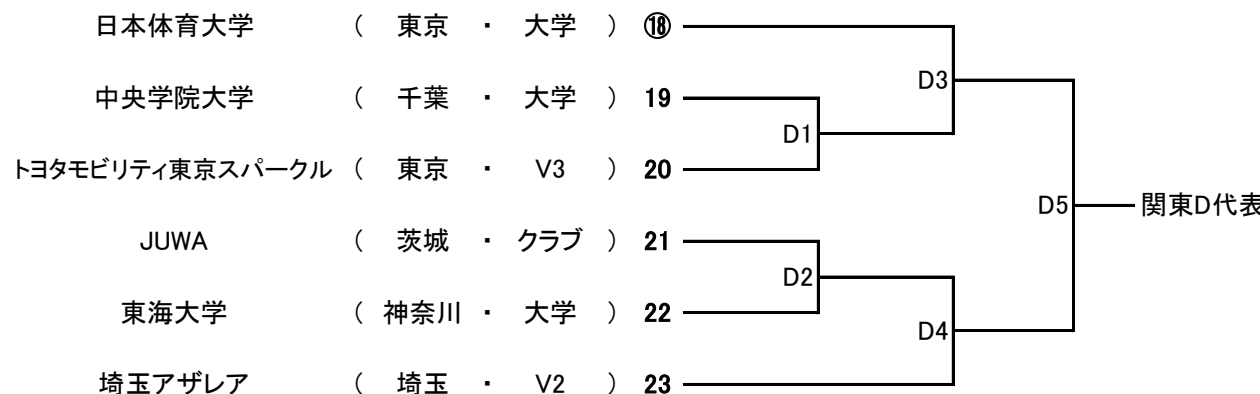 日本体育大学 ( 東京 ・ 大学 ) ⑱
D3
中央学院大学 ( 千葉 ・ 大学 ) 19
D1
トヨタモビリティ東京スパークル ( 東京 ・ V3 ) 20
D5 関東D代表
JUWA ( 茨城 ・ クラブ ) 21
D2
東海大学 ( 神奈川 ・ 大学 ) 22
D4
埼玉アザレア ( 埼玉 ・ V2 ) 23